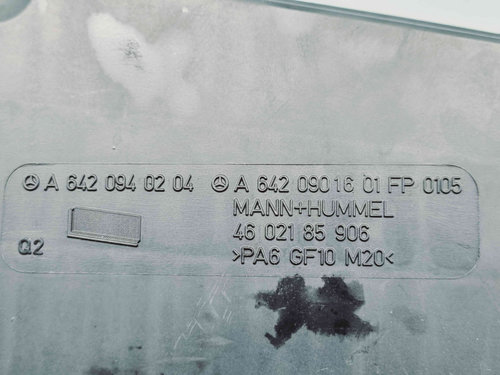 A 642 094 02 04 A 642 090 16 01 FP 0105
MANN+HUMMEL
46 021 85 906
Q2 >PA6 GF10 M20<